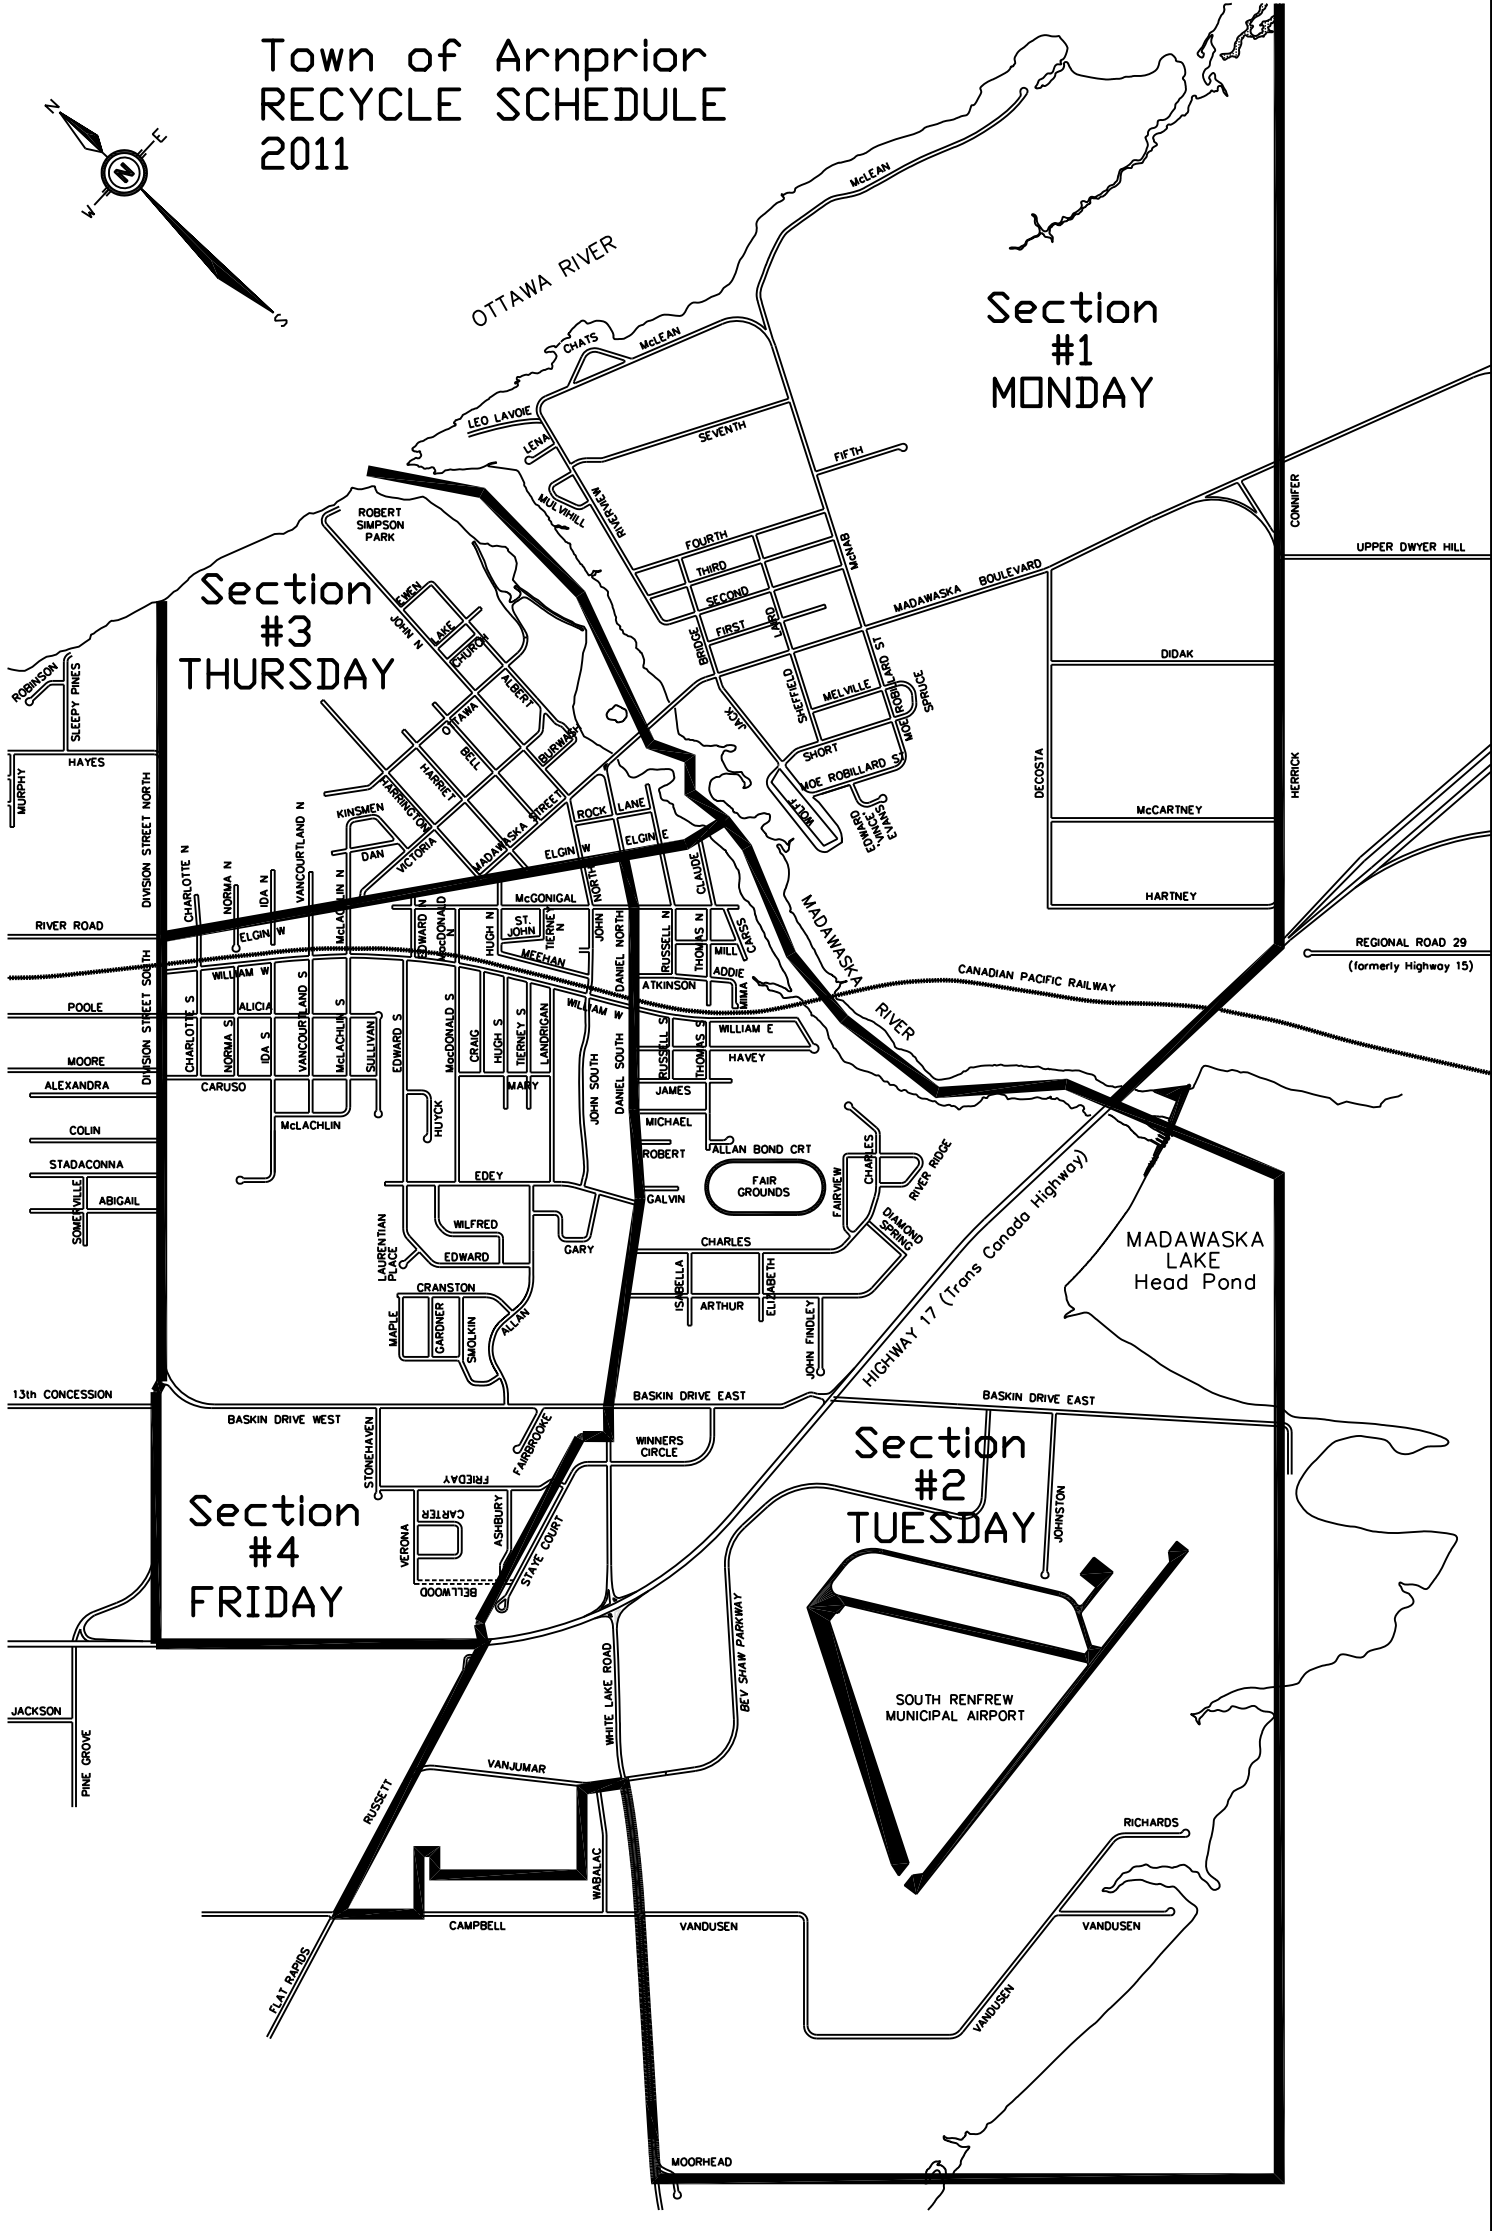 Town of Arnprior
RECYCLE SCHEDULE
2011
N
E
N
W
S
OTTAWA RIVER
McLEAN
Section
#1
MONDAY
CHATS
McLEAN
LEO LAVOIE
LENA
SEVENTH
FIFTH
MULVIHILL
RIVERVIEW
CONNIFER
ROBERT
SIMPSON
PARK
FOURTH
McNAB
UPPER DWYER HILL
THIRD
SECOND
MADAWASKA BOULEVARD
Section
#3
THURSDAY
EWEN
JOHN N
LAKE
CHURCH
FIRST
LAIRD
BRIDGE
DIDAK
ROBINSON
SLEEPY PINES
ALBERT
OTTAWA
BELL
BURWASH
JACK
SHEFFIELD
MELVILLE
MOE ROBILLARD ST
SPRUCE
SHORT
MOE ROBILLARD ST
HAYES
MURPHY
DIVISION STREET NORTH
HARRIET
HARRINGTON
KINSMEN
DAN
VICTORIA
MADAWASKA STREET
ROCK LANE
WOLFF
EDWARD
"VINCE"
EVANS
DECOSTA
HERRICK
McCARTNEY
ELGIN W
ELGIN E
CLAUDE
CHARLOTTE N
NORMA N
IDA N
VANCOURTLAND N
McLACHLIN N
HARTNEY
RIVER ROAD
ELGIN W
EDWARD N
McDONALD
N
HUGH N
McGONIGAL
ST.
JOHN
TIERNEY
N
MEEHAN
JOHN NORTH
DANIEL NORTH
RUSSELL N
THOMAS N
CARSS
MILL
ADDIE
ATKINSON
MIMA
MADAWASKA RIVER
CANADIAN PACIFIC RAILWAY
REGIONAL ROAD 29
(formerly Highway 15)
WILLIAM W
WILLIAM W
WILLIAM E
POOLE
DIVISION STREET SOUTH
CHARLOTTE S
ALICIA
NORMA S
IDA S
VANCOURTLAND S
McLACHLIN S
SULLIVAN
EDWARD S
McDONALD S
CRAIG
HUGH S
TIERNEY S
LANDRIGAN
JOHN SOUTH
DANIEL SOUTH
RUSSELL S
THOMAS S
HAVEY
MOORE
ALEXANDRA
CARUSO
MARY
JAMES
HUYCK
McLACHLIN
MICHAEL
COLIN
ROBERT
ALLAN BOND CRT
STADACONNA
SOMERVILLE
ABIGAIL
EDEY
GALVIN
FAIR
GROUNDS
FAIRVIEW
CHARLES
RIVER RIDGE
DIAMOND
SPRING
LAURENTIAN
PLACE
WILFRED
EDWARD
GARY
CHARLES
HIGHWAY 17 (Trans Canada Highway)
MADAWASKA
LAKE
Head Pond
CRANSTON
MAPLE
GARDNER
SMOLKIN
ALLAN
ISABELLA
ARTHUR
ELIZABETH
JOHN FINDLEY
13th CONCESSION
BASKIN DRIVE WEST
BASKIN DRIVE EAST
BASKIN DRIVE EAST
STONEHAVEN
FAIRBROOKE
WINNERS
CIRCLE
Section
#2
TUESDAY
JOHNSTON
FRIEDAY
Section
#4
FRIDAY
CARTER
VERONA
ASHBURY
STAYE COURT
BELLWOOD
BEV SHAW PARKWAY
WHITE LAKE ROAD
SOUTH RENFREW
MUNICIPAL AIRPORT
JACKSON
PINE GROVE
VANJUMAR
RUSSETT
WABALAC
RICHARDS
CAMPBELL
VANDUSEN
VANDUSEN
FLAT RAPIDS
VANDUSEN
MOORHEAD